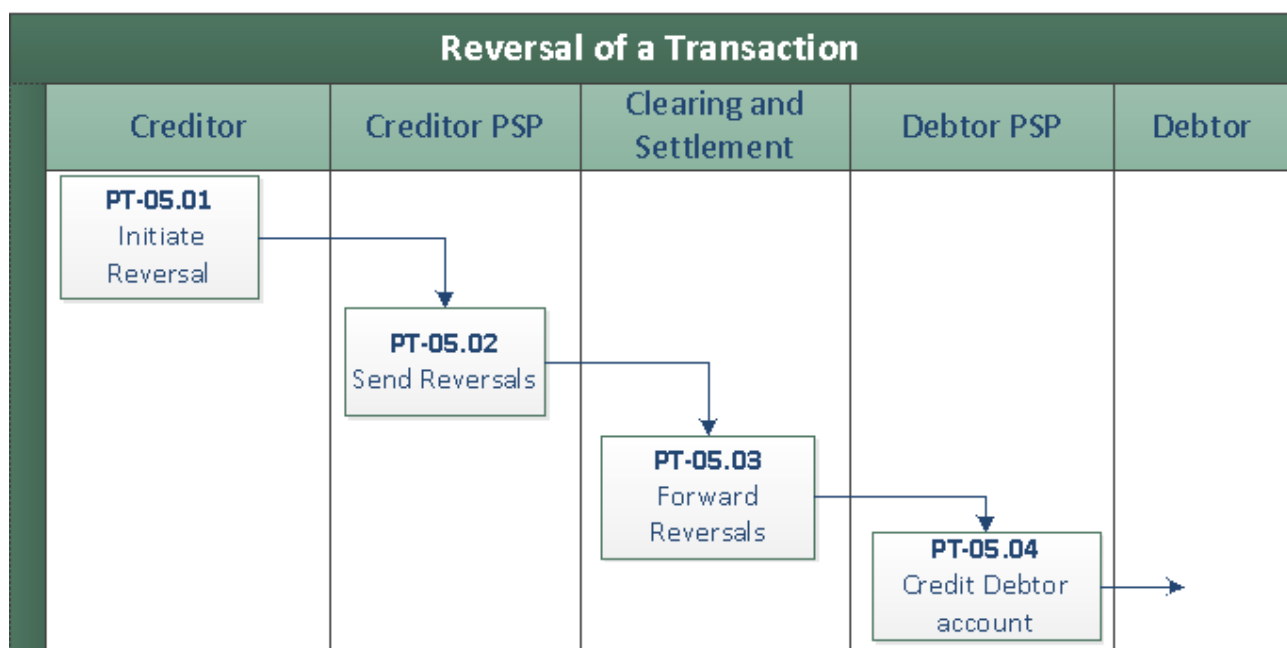 Reversal of a Transaction
Creditor
Creditor PSP
Clearing and
Settlement
Debtor PSP
Debtor
PT-05.01
Initiate
Reversal
PT-05.02
Send Reversals
PT-05.03
Forward
Reversals
PT-05.04
Credit Debtor
account